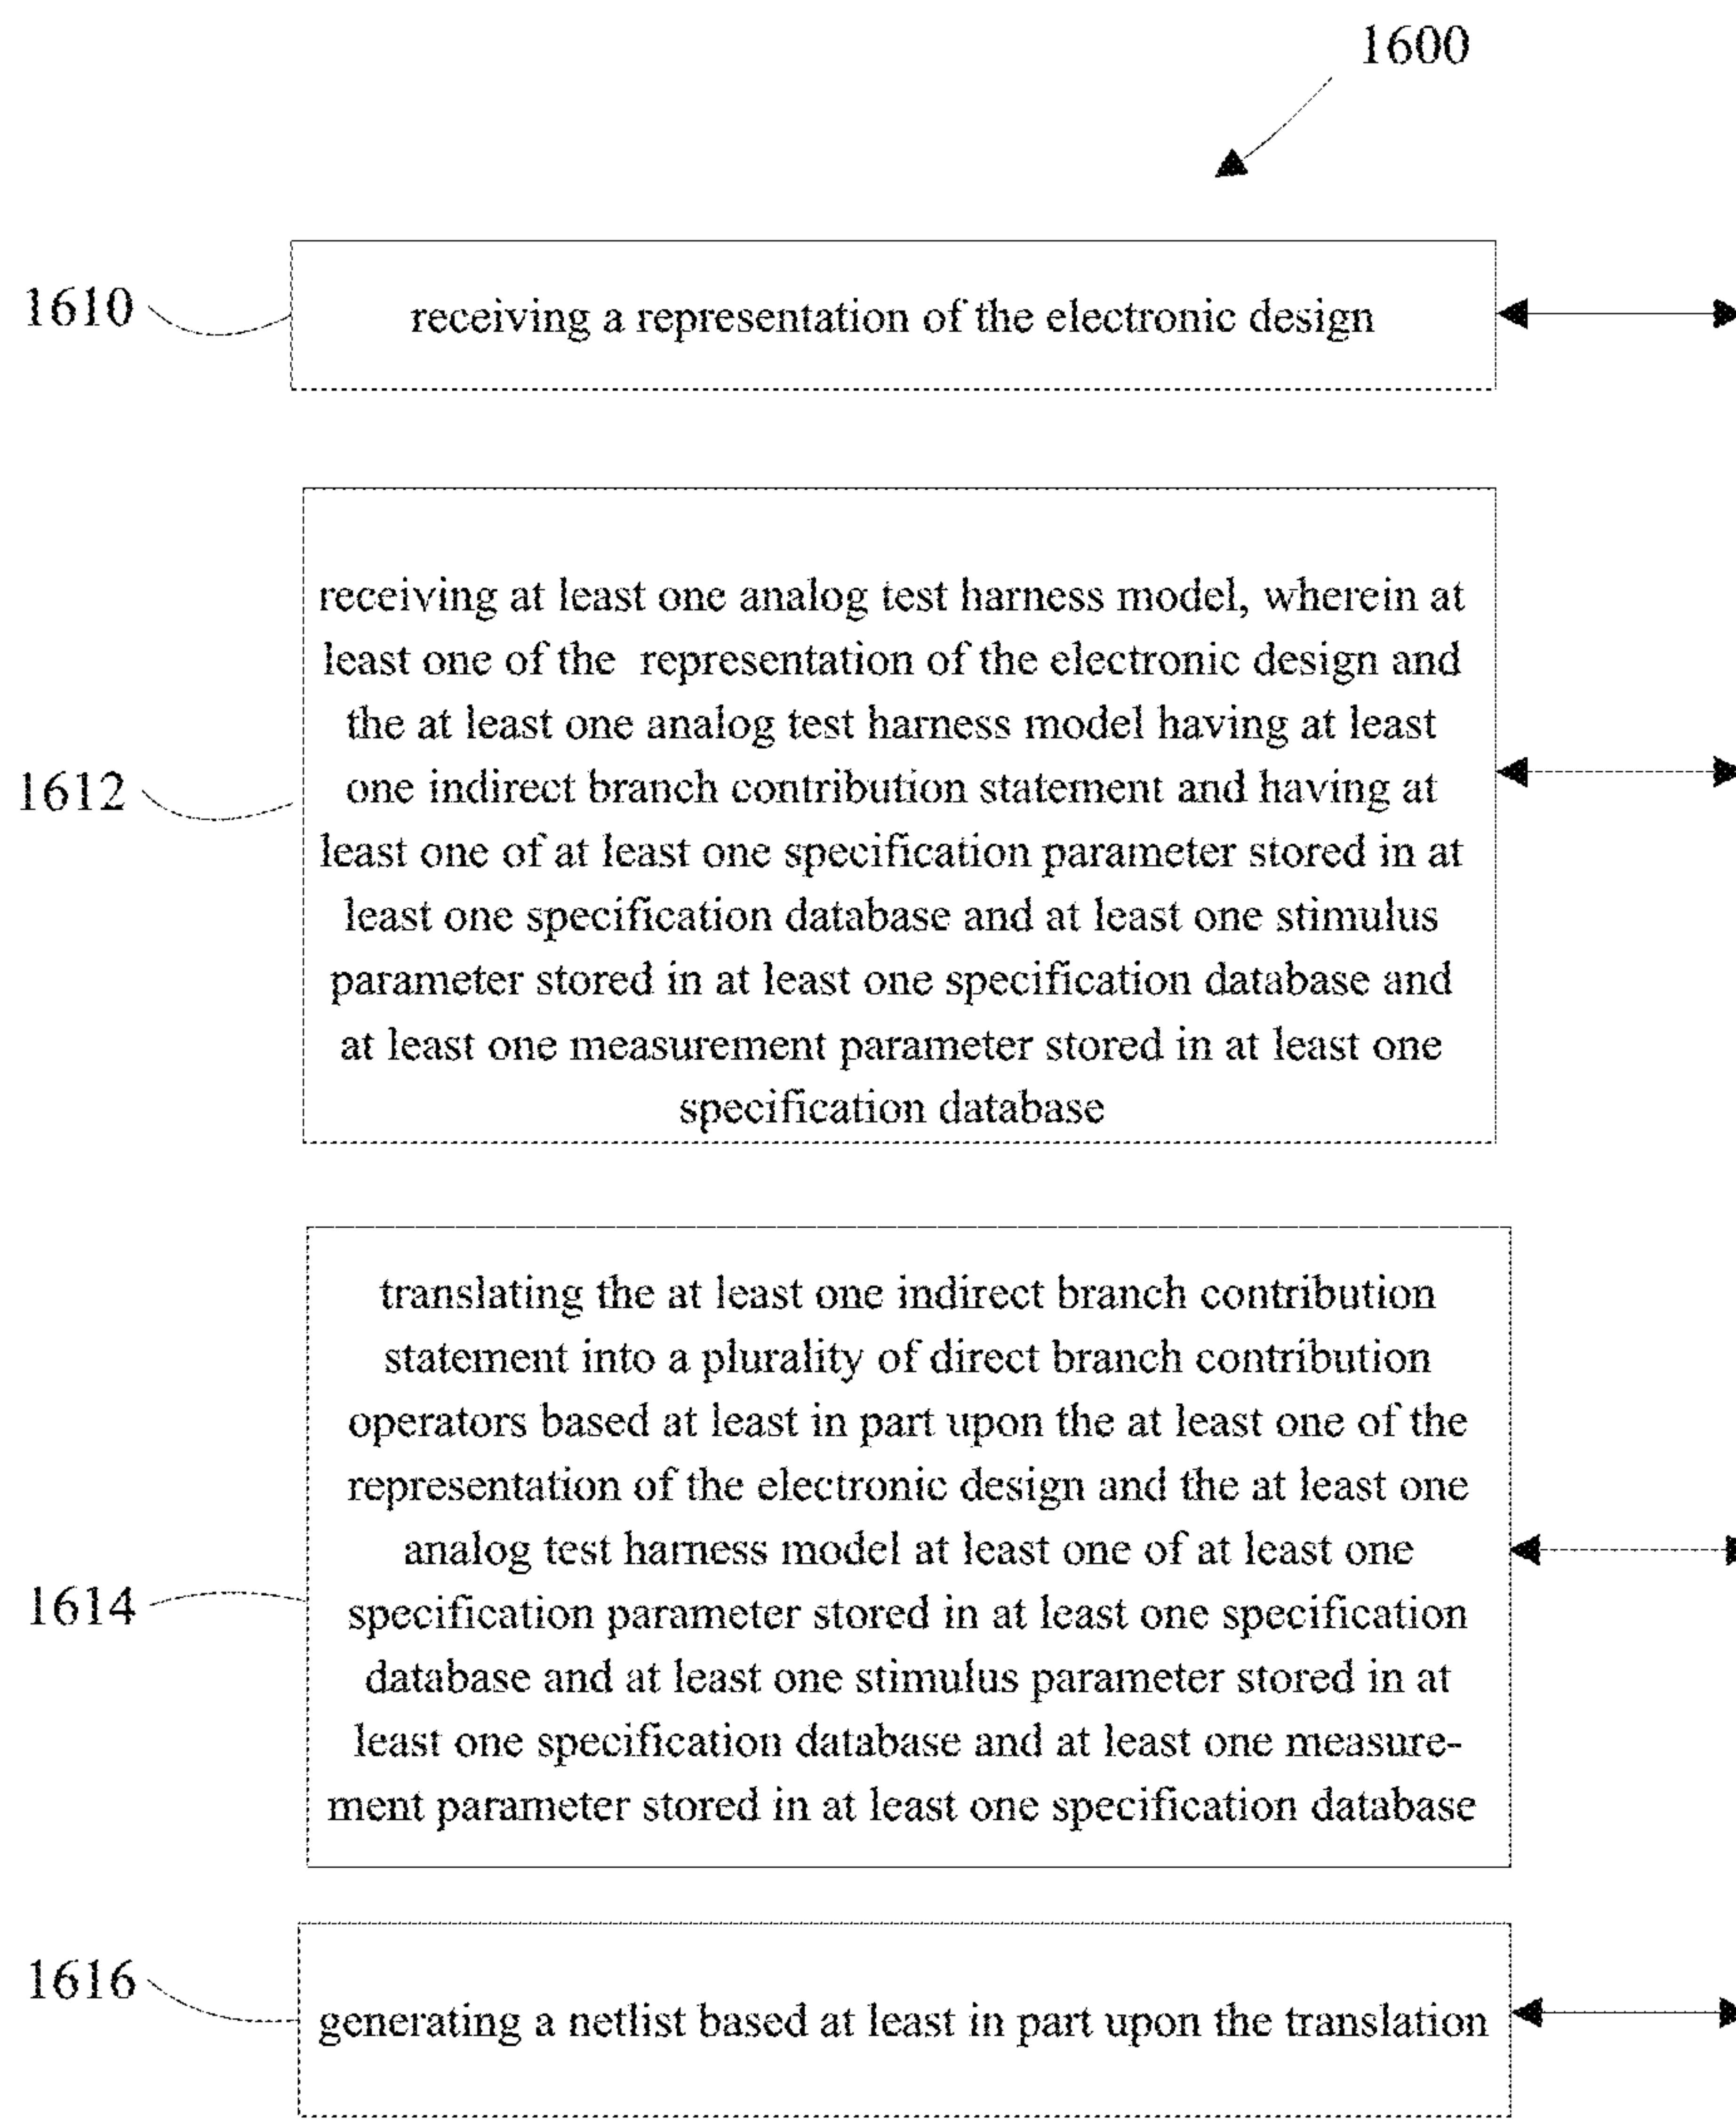 1600
1610
receiving a representation of the electronic design
1612
receiving at least one analog test harness model, wherein at
least one of the representation of the electronic design and
the at least one analog test harness model having at least
one indirect branch contribution statement and having at
least one of at least one specification parameter stored in at
least one specification database and at least one stimulus
parameter stored in at least one specification database and
at least one measurement parameter stored in at least one
specification database
1614
translating the at least one indirect branch contribution
statement into a plurality of direct branch contribution
operators based at least in part upon the at least one of the
representation of the electronic design and the at least one
analog test harness model at least one of at least one
specification parameter stored in at least one specification
database and at least one stimulus parameter stored in at
least one specification database and at least one measure-
ment parameter stored in at least one specification database
1616
generating a netlist based at least in part upon the translation